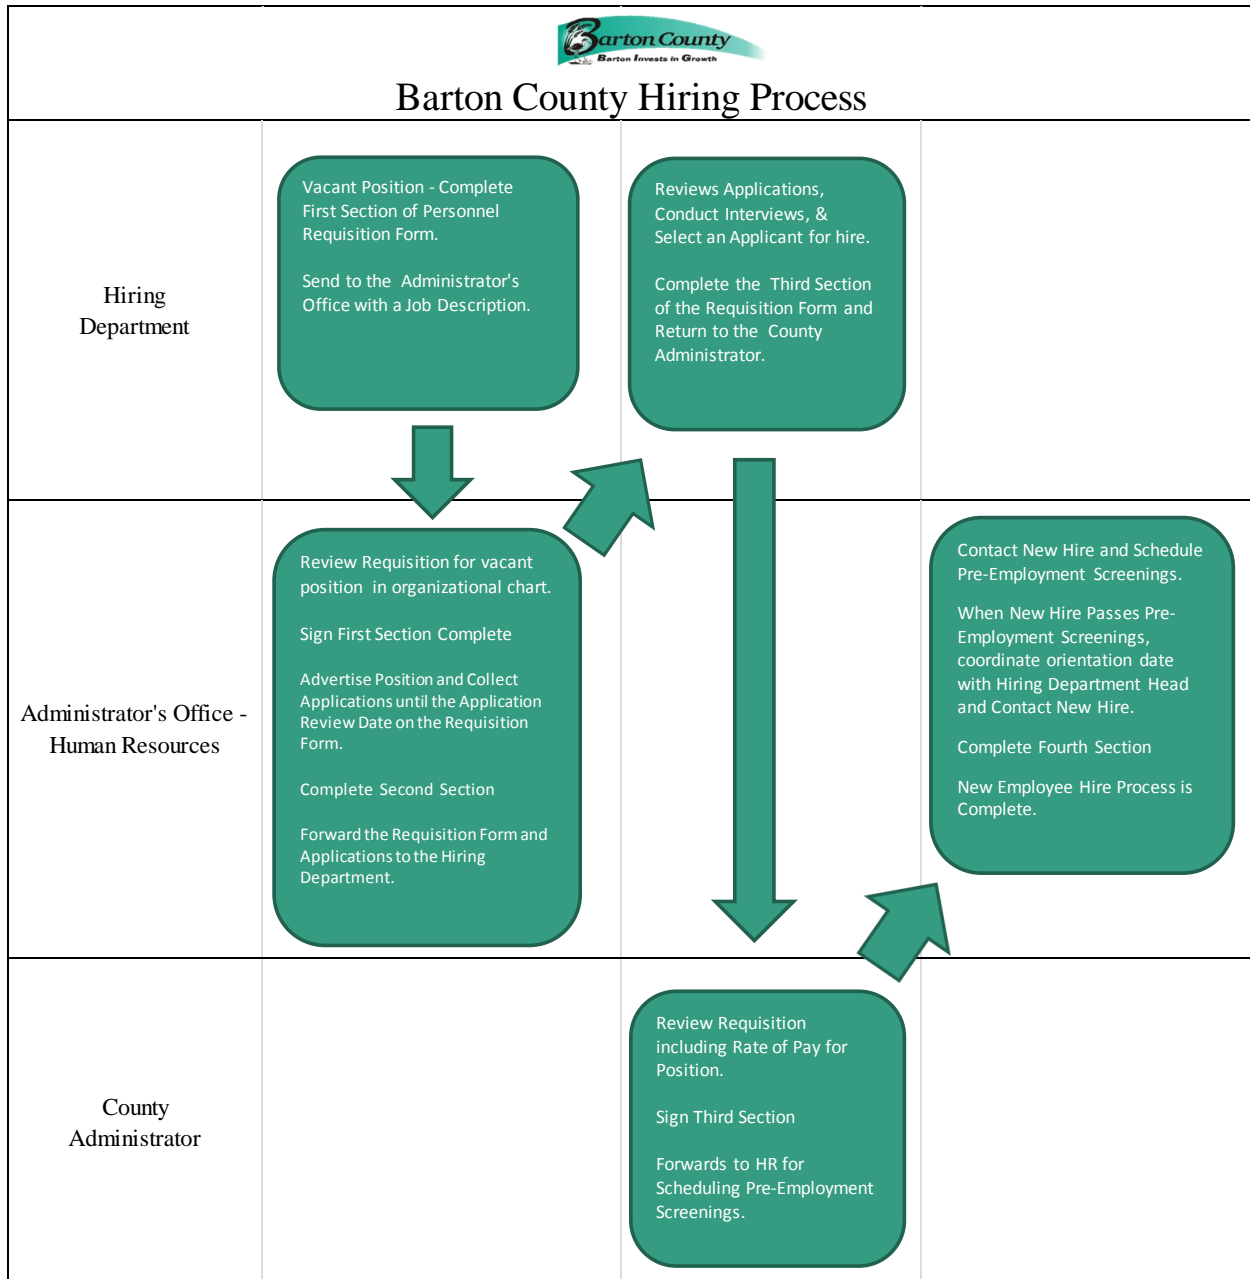 Barton County
Barton Invests in Growth
Barton County Hiring Process
Hiring
Department
Vacant Position - Complete
First Section of Personnel
Requisition Form.
Send to the Administrator's
Office with a Job Description.
Reviews Applications,
Conduct Interviews, &
Select an Applicant for hire.
Complete the Third Section
of the Requisition Form and
Return to the County
Administrator.
Administrator's Office -
Human Resources
Review Requisition for vacant
position in organizational chart.
Sign First Section Complete
Advertise Position and Collect
Applications until the Application
Review Date on the Requisition
Form.
Complete Second Section
Forward the Requisition Form and
Applications to the Hiring
Department.
Contact New Hire and Schedule
Pre-Employment Screenings.
When New Hire Passes Pre-
Employment Screenings,
coordinate orientation date
with Hiring Department Head
and Contact New Hire.
Complete Fourth Section
New Employee Hire Process is
Complete.
County
Administrator
Review Requisition
including Rate of Pay for
Position.
Sign Third Section
Forwards to HR for
Scheduling Pre-Employment
Screenings.